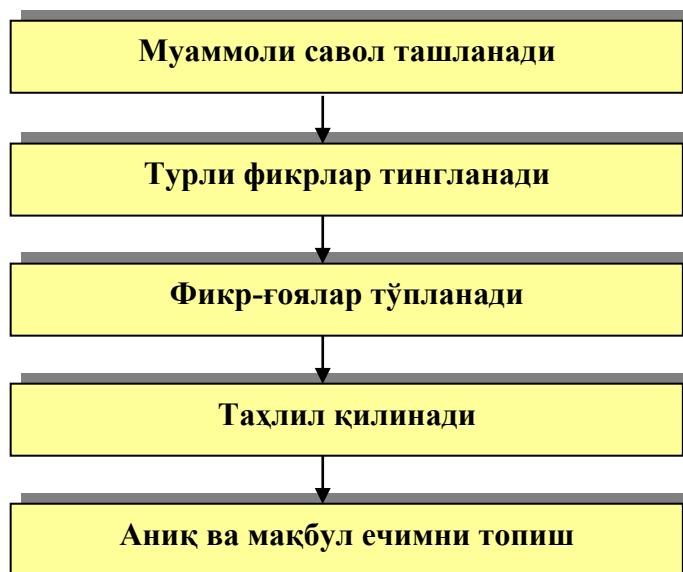 Муаммоли савол ташланади
Турли фикрлар тингланади
Фикр-ғоялар тўпланади
Таҳлил қилинади
Аниқ ва мақбул ечимни топиш